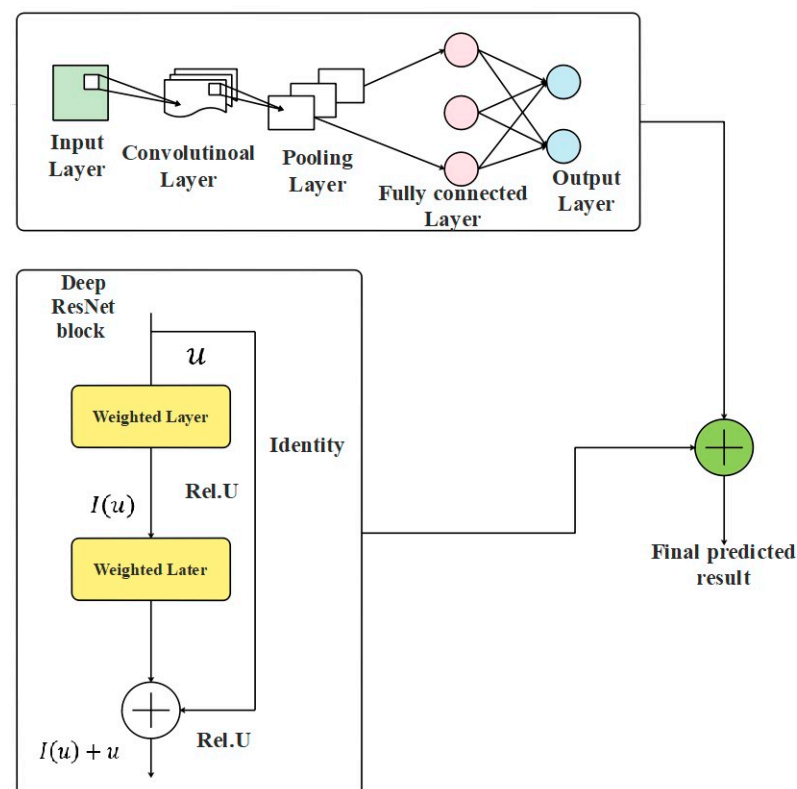 Input
Layer
Convolutinoal
Layer
Pooling
Layer
Fully connected
Layer
Output
Layer
Deep
ResNet
block
u
Weighted Layer
Identity
Rel.U
I(u)
Weighted Later
Rel.U
I(u) + u
Final predicted
result